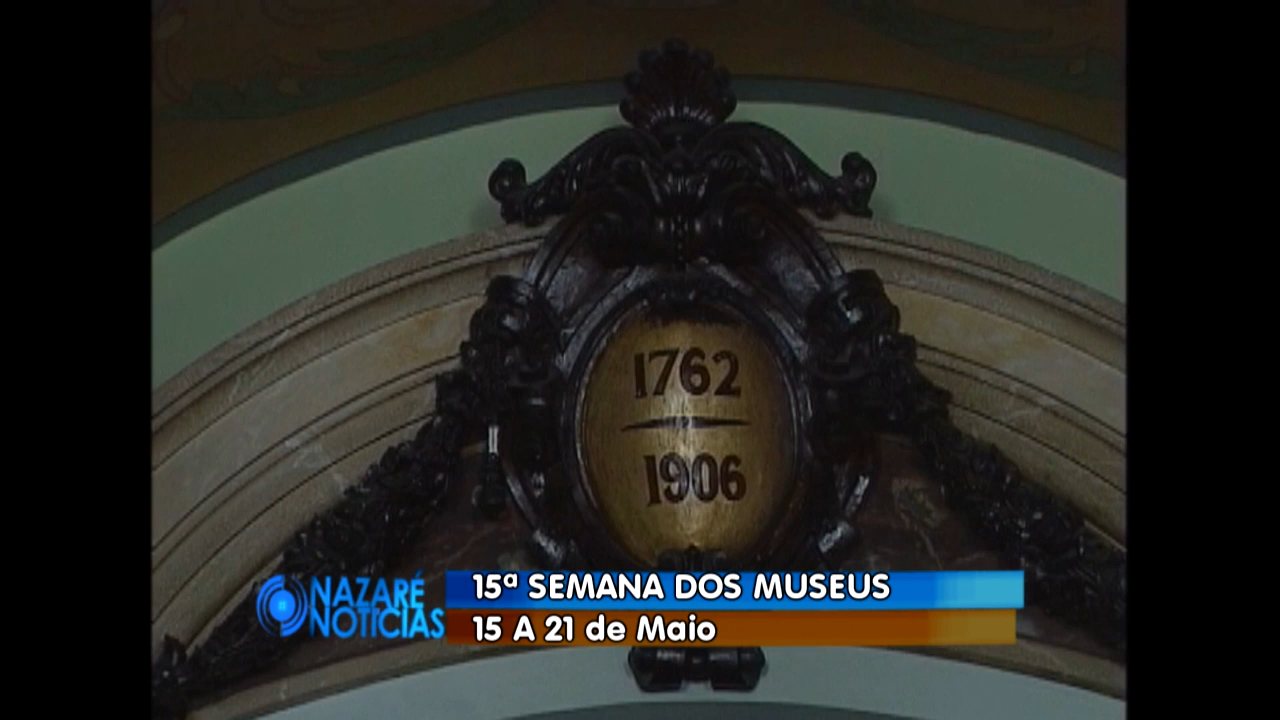 1762
1906
NAZARÉ
NOTÍCIAS
15ª SEMANA DOS MUSEUS
15 A 21 de Maio